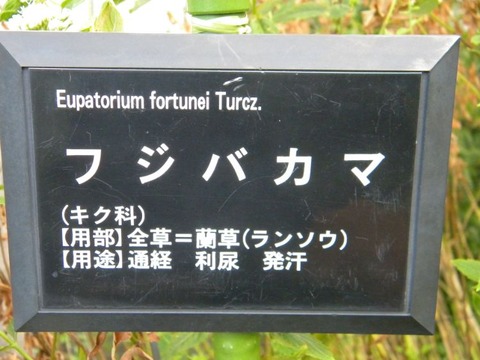 Eupatorium fortunei Turcz.
フジバカマ
(キク科)
【用部】全草＝蘭草(ランソウ)
【用途】通経　利尿　発汗